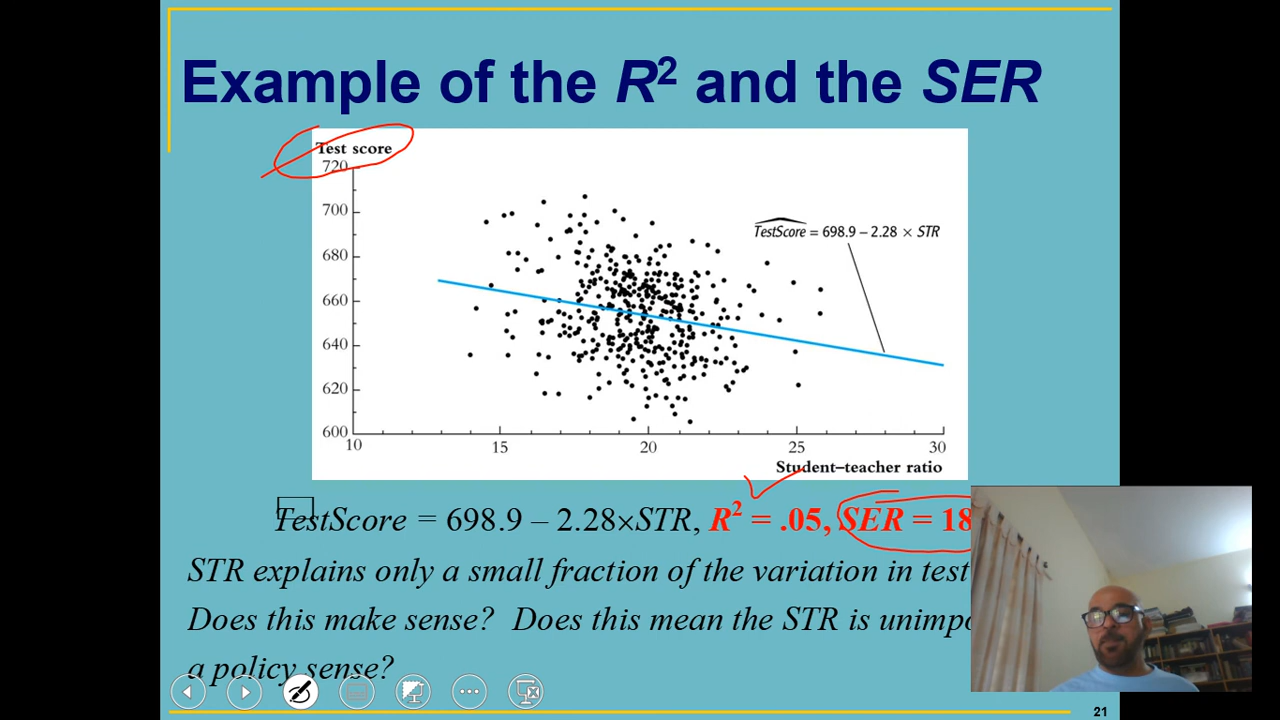 Example of the R² and the SER
Test score
720
700
680
660
640
620
600
10 15 20 25 30
Student–teacher ratio
TestScore = 698.9 – 2.28 × STR
TestScore = 698.9 – 2.28×STR, R² = .05, SER = 18
STR explains only a small fraction of the variation in test
Does this make sense? Does this mean the STR is
a policy sense?
21